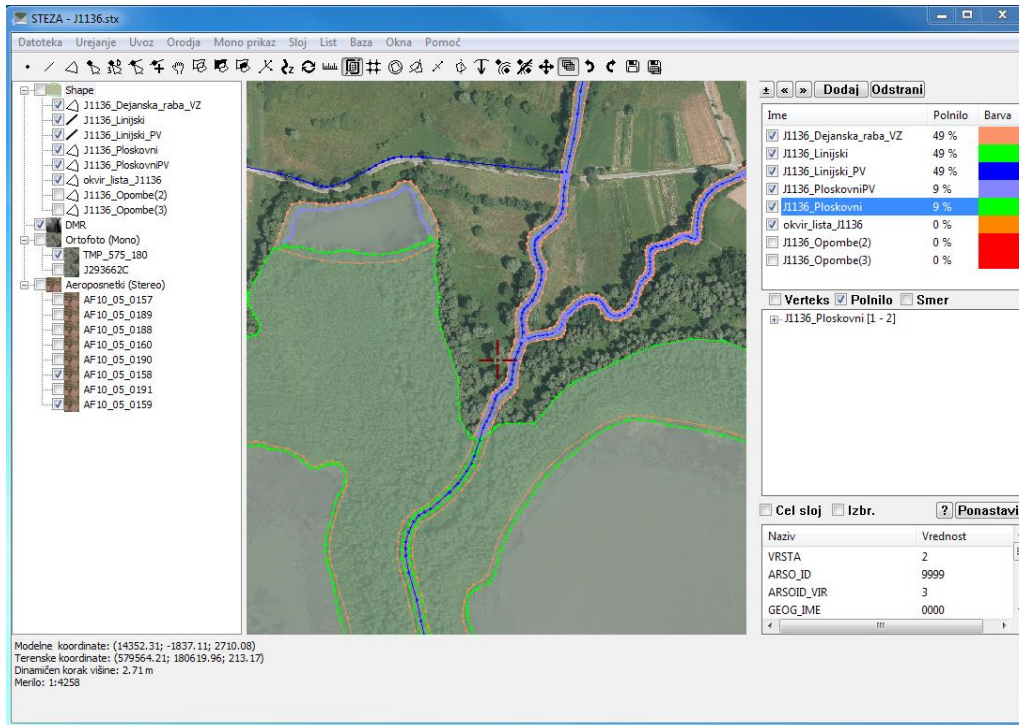 STEZA - J1136.stx
Datoteka Urejanje Uvoz Orodja Mono prikaz Sloj List Baza Okna Pomoč
Shape
J1136_Dejanska_raba_VZ
J1136_Linijski
J1136_Linijski_PV
J1136_Ploskovni
J1136_PloskovniPV
okvir_lista_J1136
J1136_Opombe(2)
J1136_Opombe(3)
DMR
Ortofoto (Mono)
TMP_575_180
J293662C
Aeroposnetki (Stereo)
AF10_05_0157
AF10_05_0189
AF10_05_0188
AF10_05_0160
AF10_05_0190
AF10_05_0158
AF10_05_0191
AF10_05_0159
± « » Dodaj Odstrani
Ime Polnilo Barva
J1136_Dejanska_raba_VZ 49 %
J1136_Linijski 49 %
J1136_Linijski_PV 49 %
J1136_PloskovniPV 9 %
J1136_Ploskovni 9 %
okvir_lista_J1136 0 %
J1136_Opombe(2) 0 %
J1136_Opombe(3) 0 %
Verteks Polnilo Smer
J1136_Ploskovni [1 - 2]
Cel sloj Izbr. ? Ponastavi
Naziv Vrednost
VRSTA 2
ARSO_ID 9999
ARSOID_VIR 3
GEOG_IME 0000
Modelne koordinate: (14352.31; -1837.11; 2710.08)
Terenske koordinate: (579564.21; 180619.96; 213.17)
Dinamičen korak višine: 2.71 m
Merilo: 1:4258